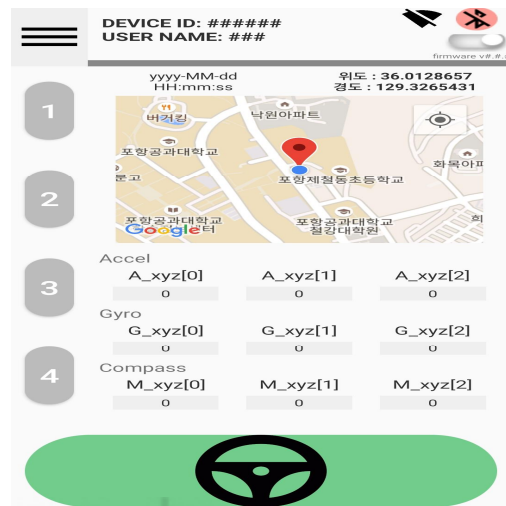 DEVICE ID: ######
USER NAME: ###
firmware v#.#.
yyyy-MM-dd
HH:mm:ss
위도 : 36.0128657
경도 : 129.3265431
1
2
3
4
버거킹
낙원아파트
포항공과대학교
화목아파
포항제철동초등학교
포항공과대학교
포항공과대학교
철강대학원
희
Google
Accel
A_xyz[0] A_xyz[1] A_xyz[2]
0 0 0
Gyro
G_xyz[0] G_xyz[1] G_xyz[2]
0 0 0
Compass
M_xyz[0] M_xyz[1] M_xyz[2]
0 0 0